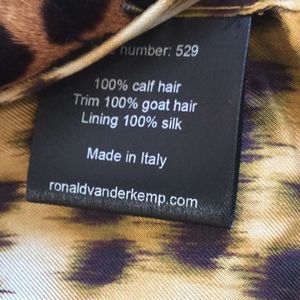 number: 529
100% calf hair
Trim 100% goat hair
Lining 100% silk
Made in Italy
ronaldvanderkemp.com